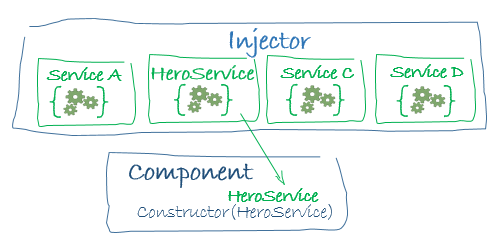 Injector
Service A
HeroService
Service C
Service D
Component
HeroService
Constructor(HeroService)